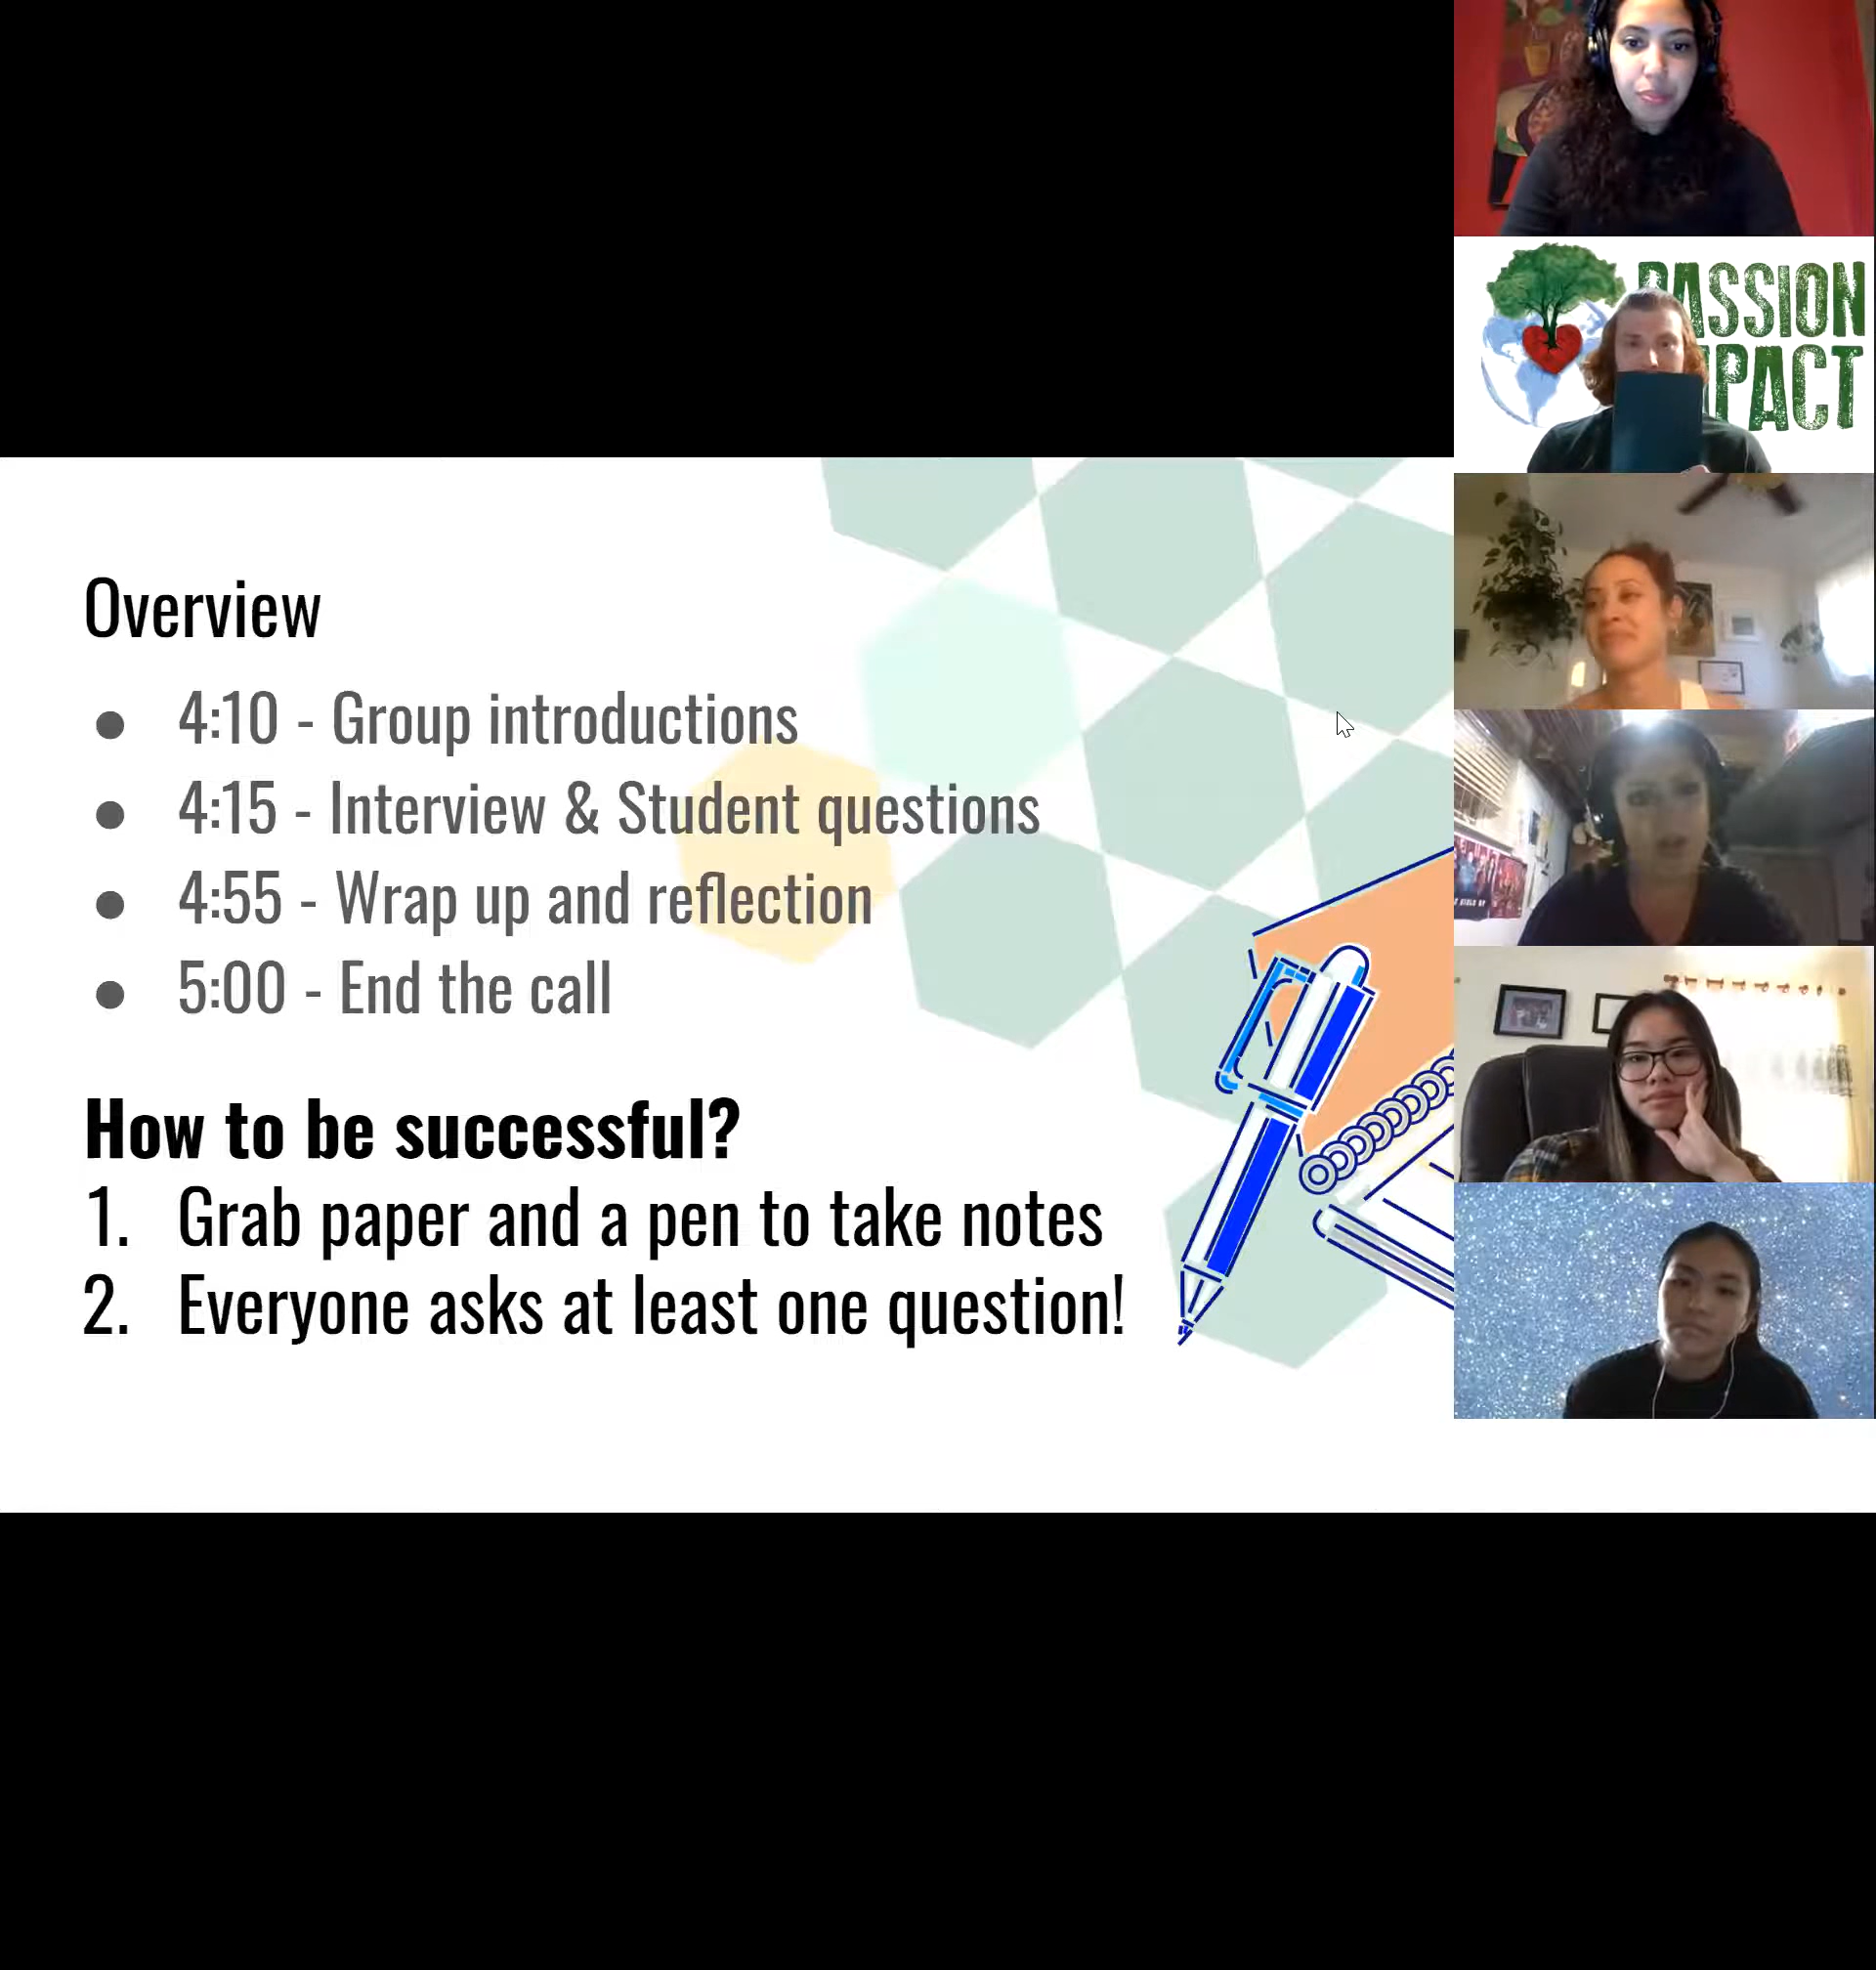 Overview
● 4:10 - Group introductions
● 4:15 - Interview & Student questions
● 4:55 - Wrap up and reflection
● 5:00 - End the call
How to be successful?
1. Grab paper and a pen to take notes
2. Everyone asks at least one question!
PASSION
PACT